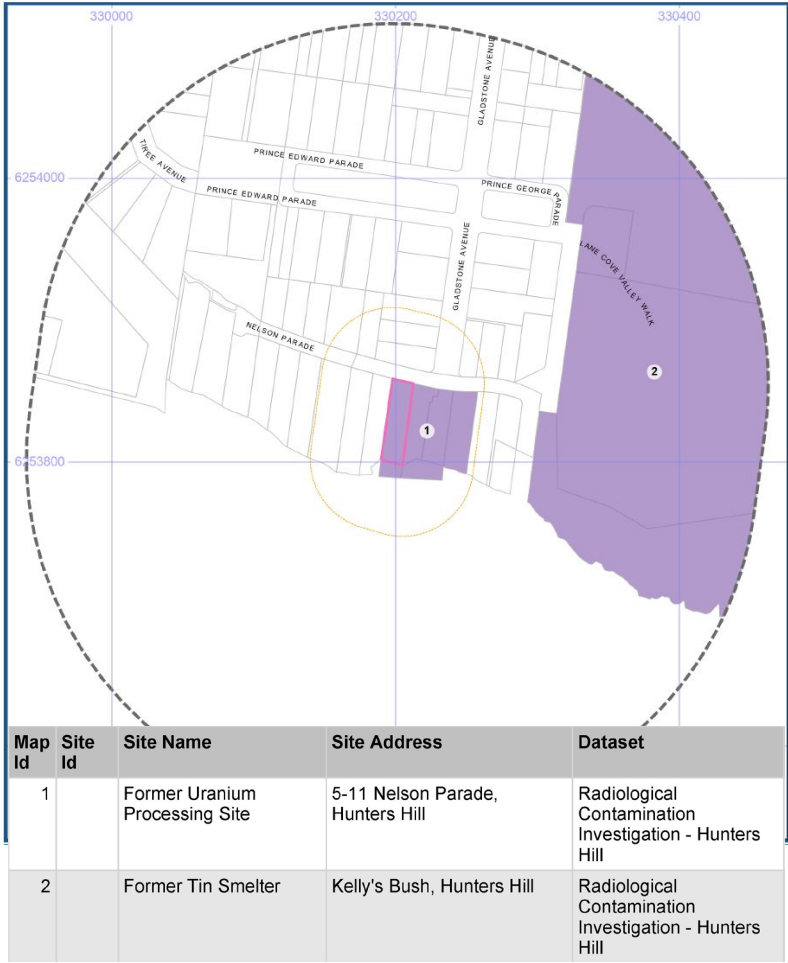 330000
330200
330400
GLADSTONE AVENUE
TIREE AVENUE
PRINCE EDWARD PARADE
6254000
PRINCE GEORGE PARADE
PRINCE EDWARD PARADE
LANE COVE VALLEY WALK
GLADSTONE AVENUE
NELSON PARADE
2
1
6253800
Map Id
Site Id
Site Name
Site Address
Dataset
1
Former Uranium
Processing Site
5-11 Nelson Parade,
Hunters Hill
Radiological
Contamination
Investigation - Hunters
Hill
2
Former Tin Smelter
Kelly's Bush, Hunters Hill
Radiological
Contamination
Investigation - Hunters
Hill